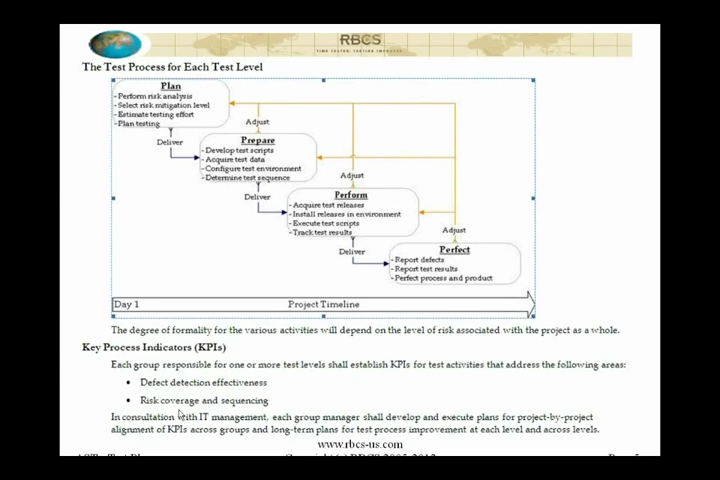 RBCS
TIME TESTED. TESTING IMPROVED.
The Test Process for Each Test Level
Plan
- Perform risk analysis
- Select risk mitigation level
- Estimate testing effort
- Plan testing
Adjust
Deliver
Prepare
- Develop test scripts
- Acquire test data
- Configure test environment
- Determine test sequence
Adjust
Deliver
Perform
- Acquire test releases
- Install releases in environment
- Execute test scripts
- Track test results
Adjust
Deliver
Perfect
- Report defects
- Report test results
- Perfect process and product
Day 1 Project Timeline
The degree of formality for the various activities will depend on the level of risk associated with the project as a whole.
Key Process Indicators (KPIs)
Each group responsible for one or more test levels shall establish KPIs for test activities that address the following areas:
• Defect detection effectiveness
• Risk coverage and sequencing
In consultation with IT management, each group manager shall develop and execute plans for project-by-project
alignment of KPIs across groups and long-term plans for test process improvement at each level and across levels.
www.rbcs-us.com